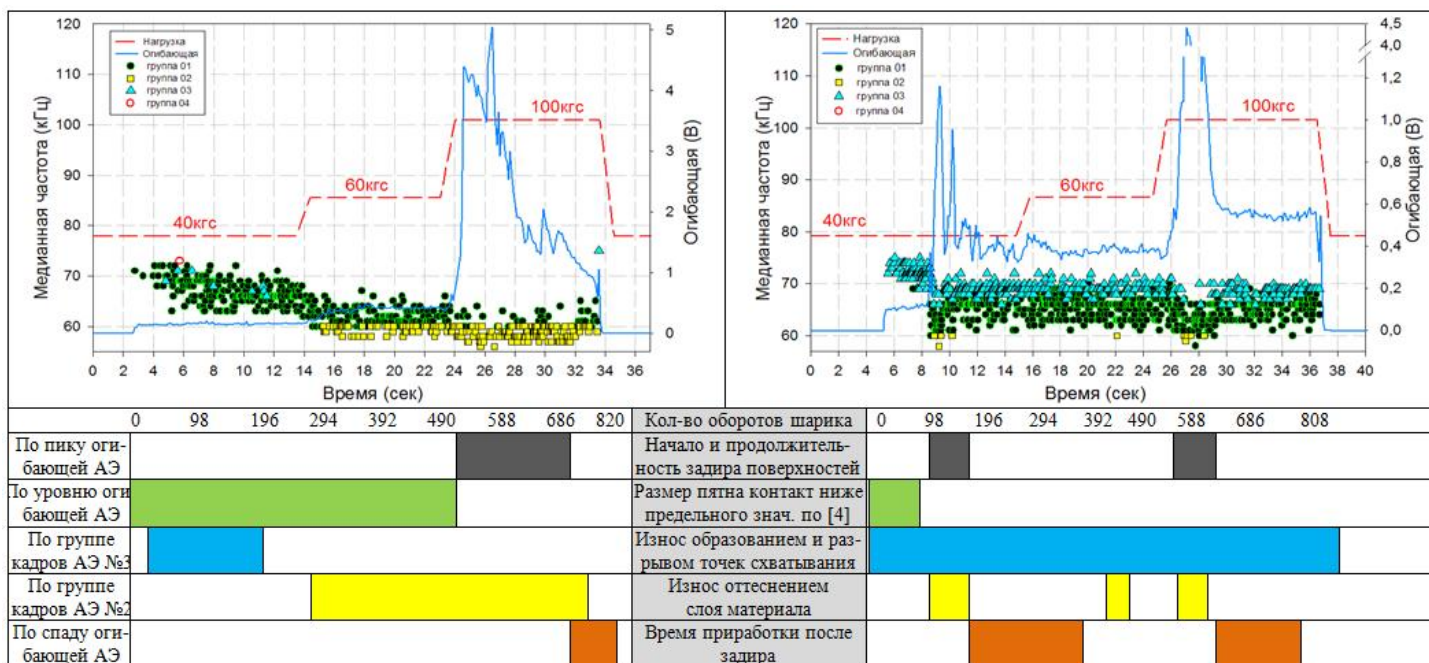 120
110
100
90
80
70
60
Медианная частота (кГц)
Нагрузка
Огибающая
группа 01
группа 02
группа 03
группа 04
40кгс
60кгс
100кгс
5
4
3
2
1
0
Огибающая (В)
0 2 4 6 8 10 12 14 16 18 20 22 24 26 28 30 32 34 36
Время (сек)
120
110
100
90
80
70
60
Медианная частота (кГц)
Нагрузка
Огибающая
группа 01
группа 02
группа 03
группа 04
40кгс
60кгс
100кгс
4,5
4,0
1,2
1,0
0,8
0,6
0,4
0,2
0,0
Огибающая (В)
0 2 4 6 8 10 12 14 16 18 20 22 24 26 28 30 32 34 36 38 40
Время (сек)
0 98 196 294 392 490 588 686 820
Кол-во оборотов шарика
0 98 196 294 392 490 588 686 808
По пику оги-
бающей АЭ
Начало и продолжитель-
ность задира поверхностей
По уровню оги
бающей АЭ
Размер пятна контакт ниже
предельного знач. по [4]
По группе
кадров АЭ №3
Износ образованием и раз-
рывом точек схватывания
По группе
кадров АЭ №2
Износ оттеснением
слоя материала
По спаду оги-
бающей АЭ
Время приработки после
задира